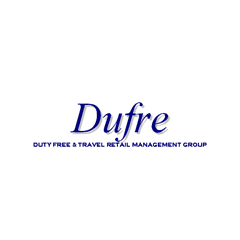 Dufre
DUTY FREE & TRAVEL RETAIL MANAGEMENT GROUP